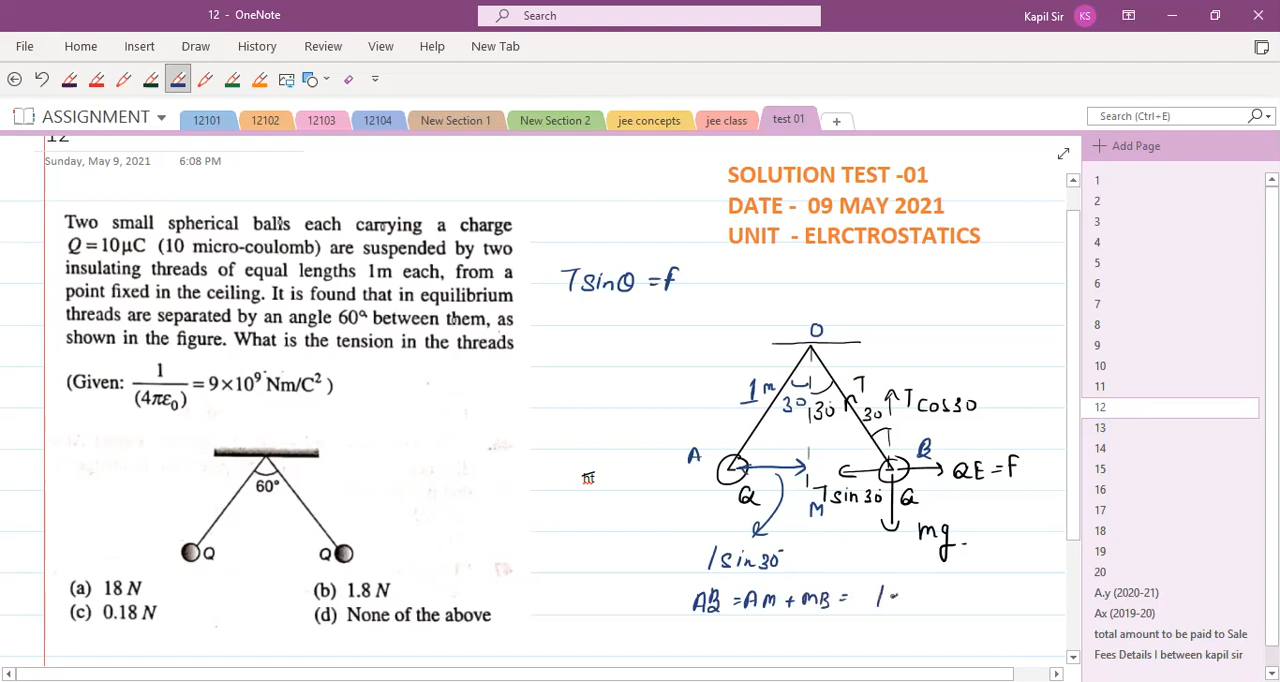 12 - OneNote
Search
Kapil Sir
KS
File Home Insert Draw History Review View Help New Tab
ASSIGNMENT
12101 12102 12103 12104 New Section 1 New Section 2 jee concepts jee class test 01
Search (Ctrl+E)
Add Page
12
Sunday, May 9, 2021 6:08 PM
SOLUTION TEST -01
DATE - 09 MAY 2021
UNIT - ELRCTROSTATICS
Two small spherical balls each carrying a charge
Q = 10µC (10 micro-coulomb) are suspended by two
insulating threads of equal lengths 1m each, from a
point fixed in the ceiling. It is found that in equilibrium
threads are separated by an angle 60° between them, as
shown in the figure. What is the tension in the threads
(Given: 1/(4πε₀) = 9×10⁹ Nm/C²)
60°
Q Q
(a) 18 N (b) 1.8 N
(c) 0.18 N (d) None of the above
T sinθ = f
O
1m
30 30
T
30
T cos30
A
B
QE = F
Q
T sin 30
Q
M
mg
1 sin 30°
AB = AM + MB = 1
1
2
3
4
5
6
7
8
9
10
11
12
13
14
15
16
17
18
19
20
A.y (2020-21)
Ax (2019-20)
total amount to be paid to Sale
Fees Details I between kapil sir